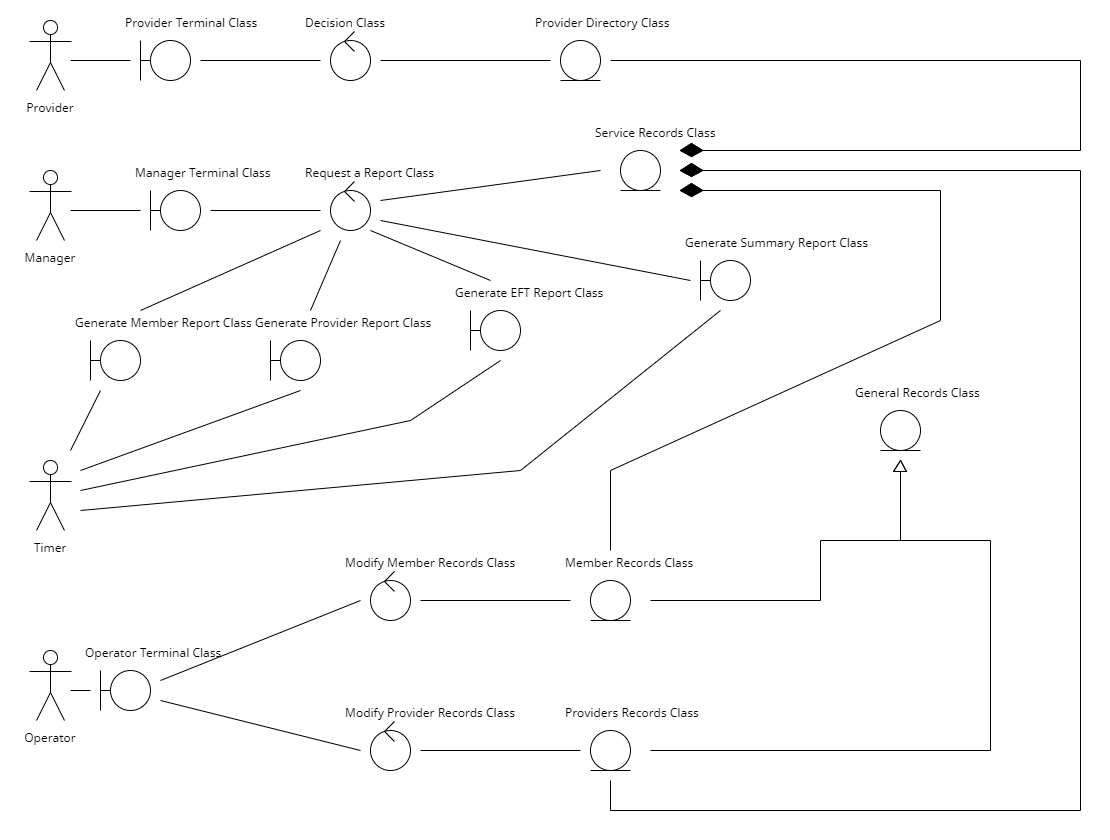 Provider Terminal Class
Decision Class
Provider Directory Class
Provider
Service Records Class
Manager Terminal Class
Request a Report Class
Manager
Generate Summary Report Class
Generate EFT Report Class
Generate Member Report Class
Generate Provider Report Class
General Records Class
Timer
Modify Member Records Class
Member Records Class
Operator Terminal Class
Modify Provider Records Class
Providers Records Class
Operator